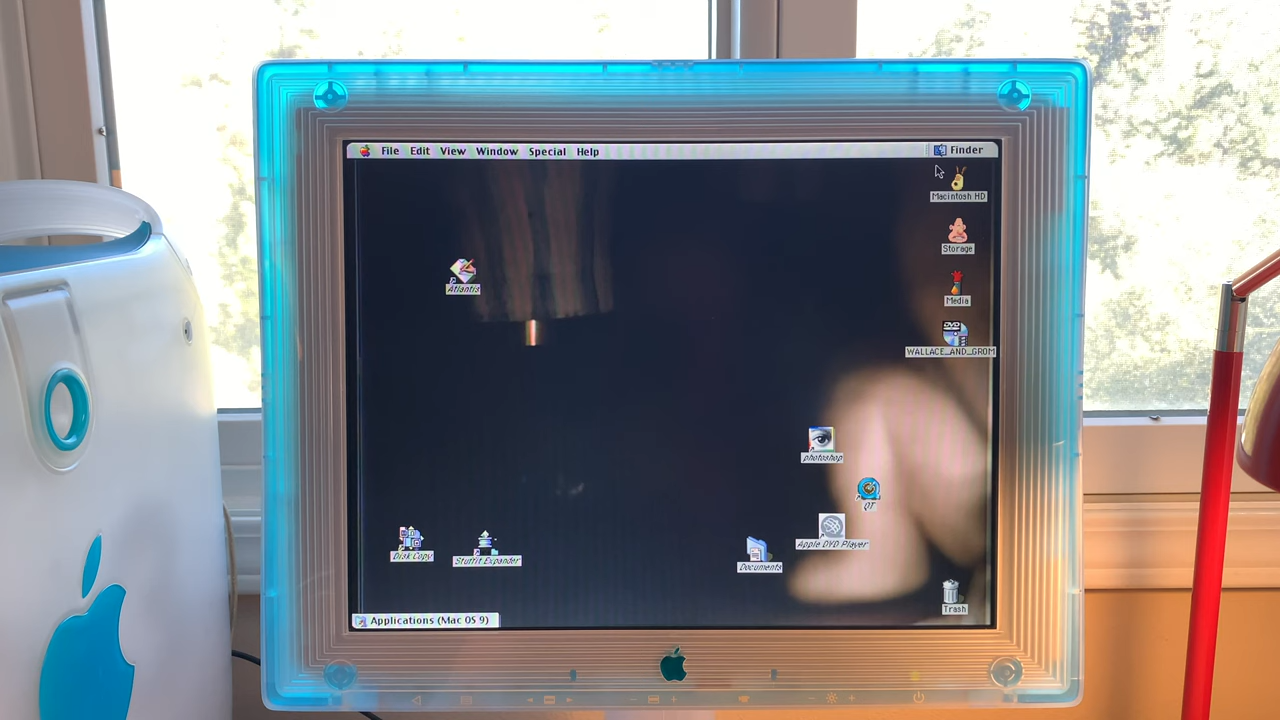 File Edit View Window Special Help
Finder
Macintosh HD
Storage
Atlantis
Media
DVD
WALLACE_AND_GROM
photoshop
QT
Apple DVD Player
Disk Copy
StuffIt Expander
Documents
Trash
Applications (Mac OS 9)